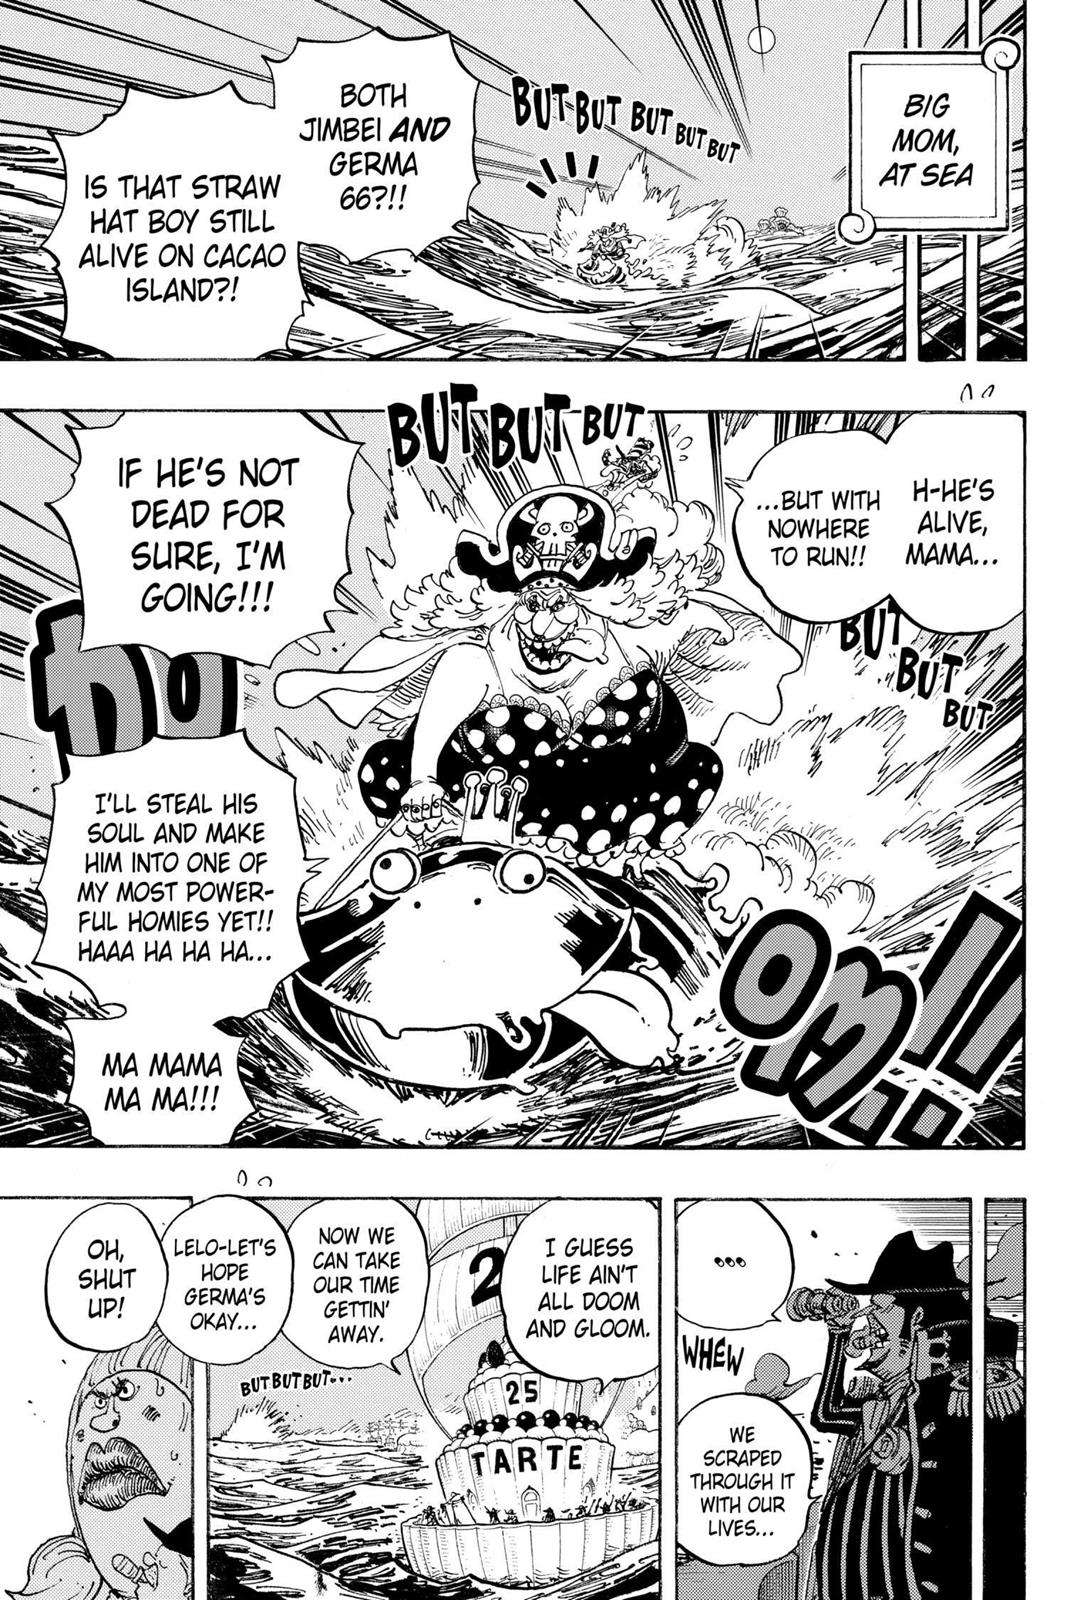 BIG
MOM,
AT SEA
BUT BUT BUT BUT BUT
BOTH
JIMBEI AND
GERMA
66?!!
IS THAT STRAW
HAT BOY STILL
ALIVE ON CACAO
ISLAND?!
H-HE'S
ALIVE,
MAMA...
...BUT WITH
NOWHERE
TO RUN!!
BUT BUT BUT
BUT BUT BUT
IF HE'S NOT
DEAD FOR
SURE, I'M
GOING!!!
I'LL STEAL HIS
SOUL AND MAKE
HIM INTO ONE OF
MY MOST POWER-
FUL HOMIES YET!!
HAAA HA HA HA...
MA MAMA
MA MA!!!
...
WHEW
WE
SCRAPED
THROUGH IT
WITH OUR
LIVES...
I GUESS
LIFE AIN'T
ALL DOOM
AND GLOOM.
NOW WE
CAN TAKE
OUR TIME
GETTIN'
AWAY.
2
25
TARTE
BUT BUT BUT...
LELO-LET'S
HOPE
GERMA'S
OKAY...
OH,
SHUT
UP!